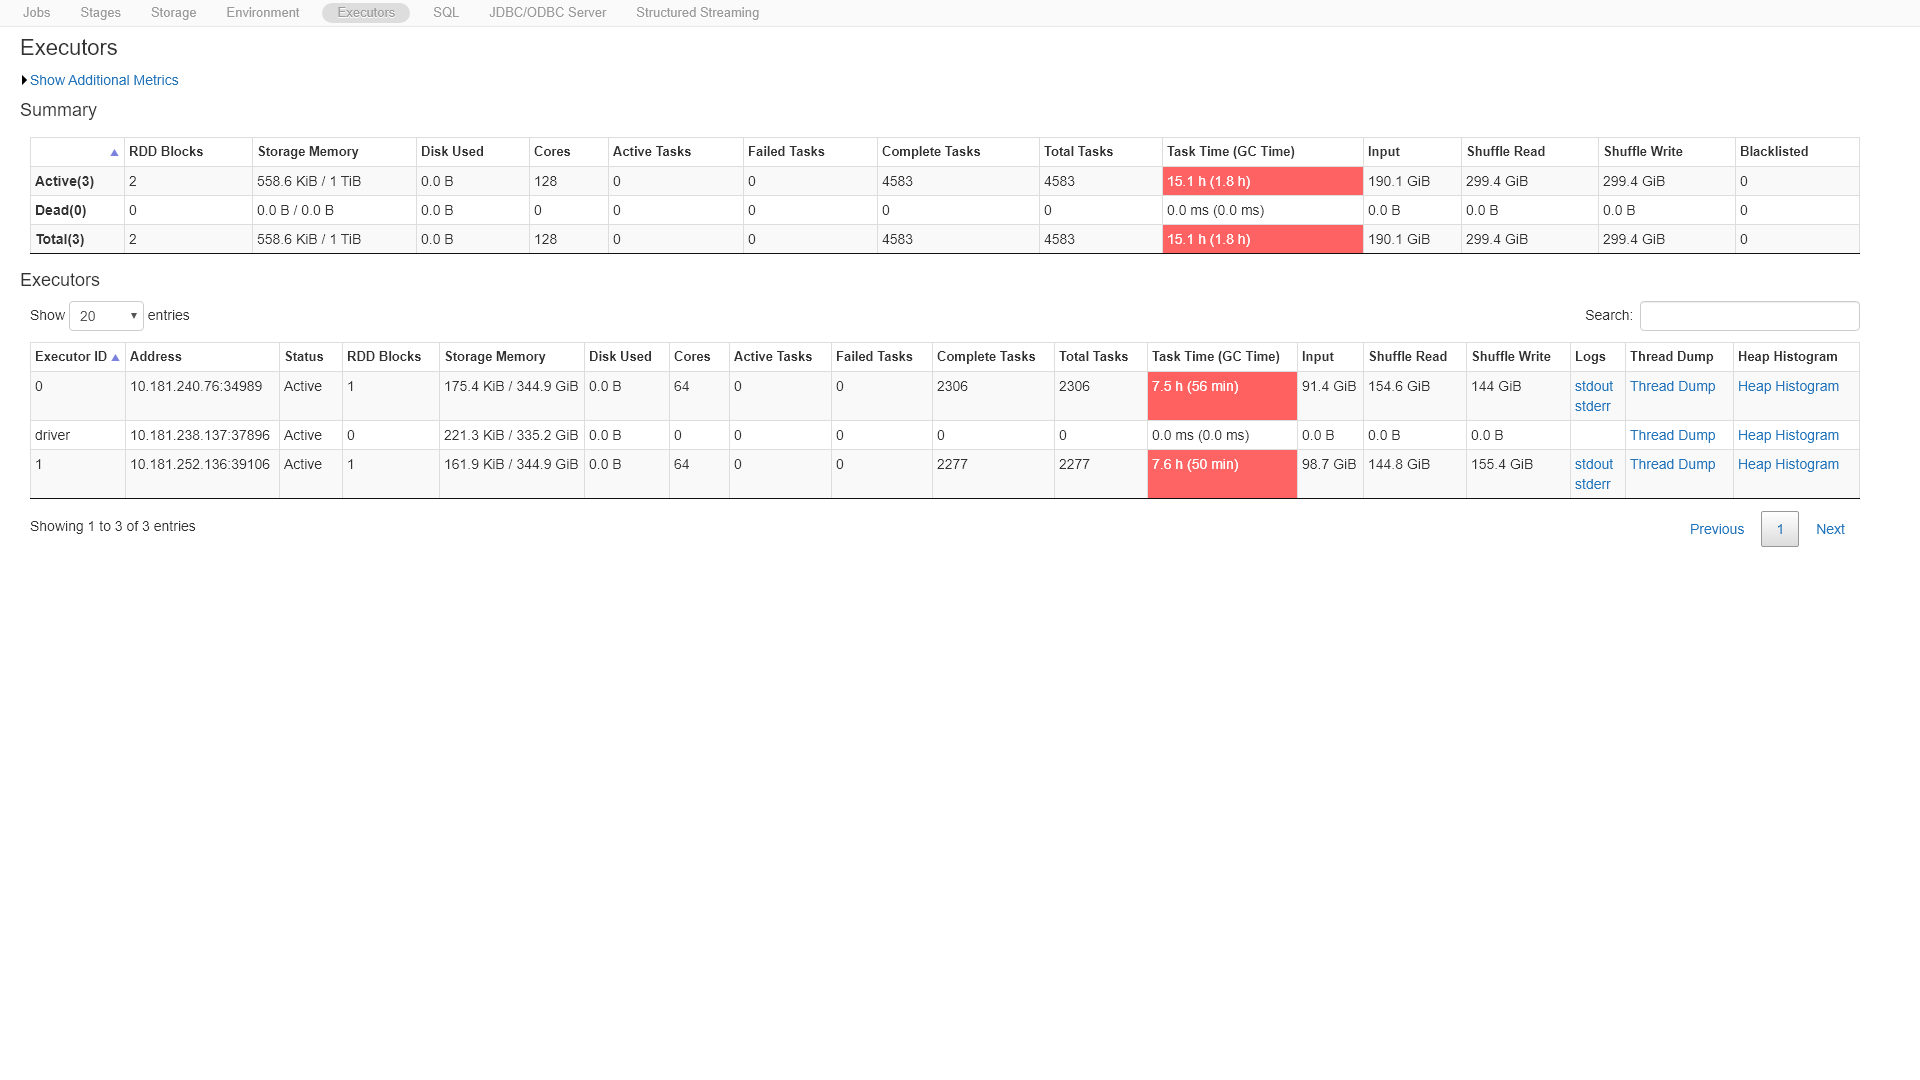 Jobs Stages Storage Environment Executors SQL JDBC/ODBC Server Structured Streaming
Executors
Show Additional Metrics
Summary
RDD Blocks Storage Memory Disk Used Cores Active Tasks Failed Tasks Complete Tasks Total Tasks Task Time (GC Time) Input Shuffle Read Shuffle Write Blacklisted
Active(3) 2 558.6 KiB / 1 TiB 0.0 B 128 0 0 4583 4583 15.1 h (1.8 h) 190.1 GiB 299.4 GiB 299.4 GiB 0
Dead(0) 0 0.0 B / 0.0 B 0.0 B 0 0 0 0 0 0.0 ms (0.0 ms) 0.0 B 0.0 B 0.0 B 0
Total(3) 2 558.6 KiB / 1 TiB 0.0 B 128 0 0 4583 4583 15.1 h (1.8 h) 190.1 GiB 299.4 GiB 299.4 GiB 0
Executors
Show 20 entries Search:
Executor ID Address Status RDD Blocks Storage Memory Disk Used Cores Active Tasks Failed Tasks Complete Tasks Total Tasks Task Time (GC Time) Input Shuffle Read Shuffle Write Logs Thread Dump Heap Histogram
0 10.181.240.76:34989 Active 1 175.4 KiB / 344.9 GiB 0.0 B 64 0 0 2306 2306 7.5 h (56 min) 91.4 GiB 154.6 GiB 144 GiB stdout Thread Dump Heap Histogram
stderr
driver 10.181.238.137:37896 Active 0 221.3 KiB / 335.2 GiB 0.0 B 0 0 0 0 0 0.0 ms (0.0 ms) 0.0 B 0.0 B 0.0 B Thread Dump Heap Histogram
1 10.181.252.136:39106 Active 1 161.9 KiB / 344.9 GiB 0.0 B 64 0 0 2277 2277 7.6 h (50 min) 98.7 GiB 144.8 GiB 155.4 GiB stdout Thread Dump Heap Histogram
stderr
Showing 1 to 3 of 3 entries Previous 1 Next